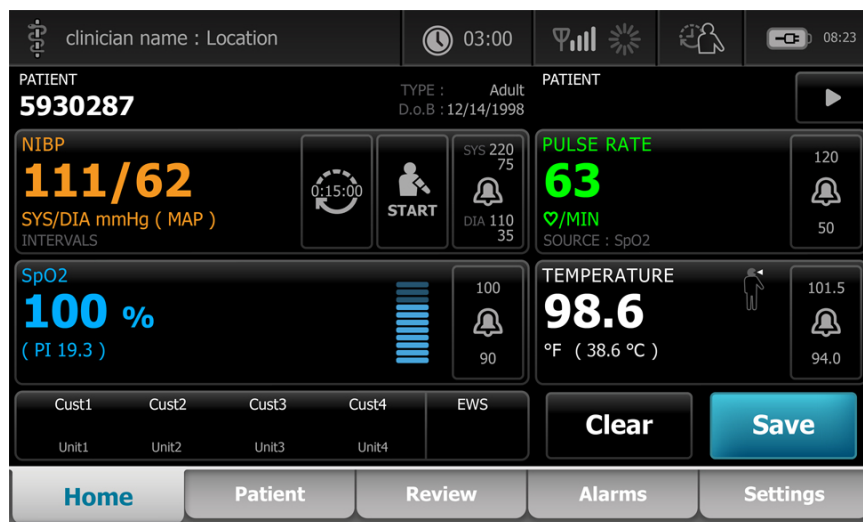 clinician name : Location
03:00
08:23
PATIENT
5930287
TYPE : Adult
D.o.B : 12/14/1998
PATIENT
NIBP
111/62
SYS/DIA mmHg ( MAP )
INTERVALS
0:15:00
START
SYS 220
75
DIA 110
35
PULSE RATE
63
♡/MIN
SOURCE : SpO2
120
50
SpO2
100 %
( PI 19.3 )
100
90
TEMPERATURE
98.6
°F ( 38.6 °C )
101.5
94.0
Cust1 Cust2 Cust3 Cust4 EWS
Unit1 Unit2 Unit3 Unit4
Clear
Save
Home Patient Review Alarms Settings